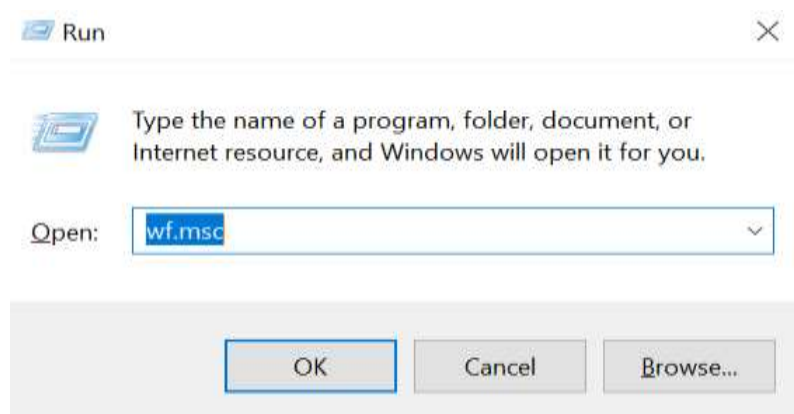 Run
Type the name of a program, folder, document, or
Internet resource, and Windows will open it for you.
Open: wf.msc
OK Cancel Browse...